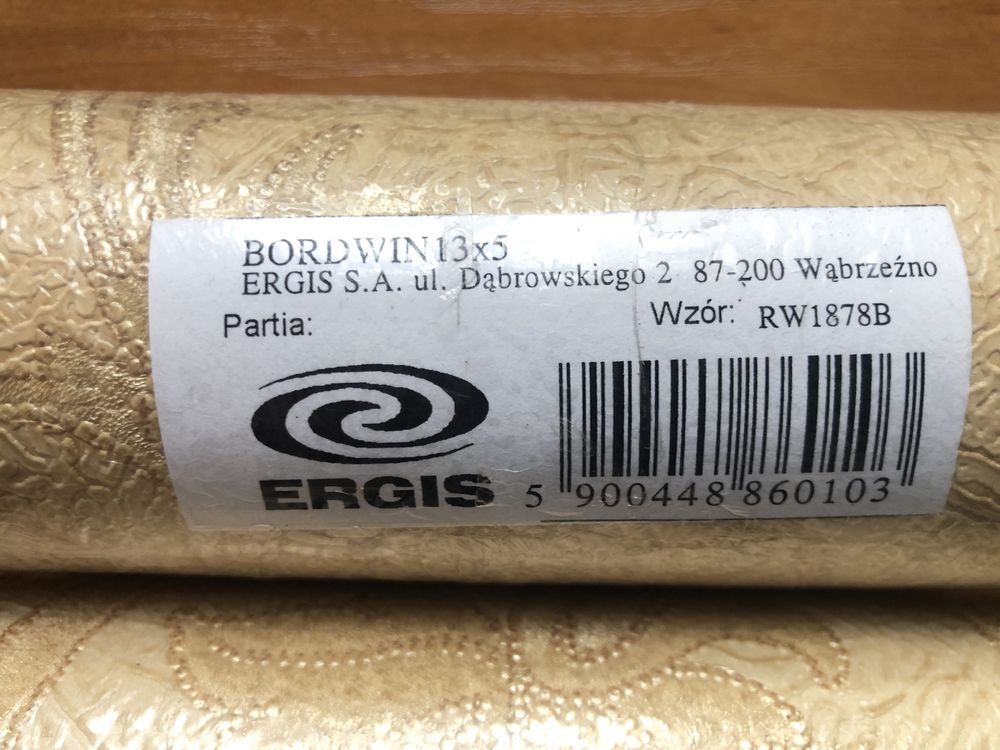 BORDWIN13x5
ERGIS S.A. ul. Dąbrowskiego 2 87-200 Wąbrzeźno
Partia:
Wzór: RW1878B
ERGIS
5 900448 860103